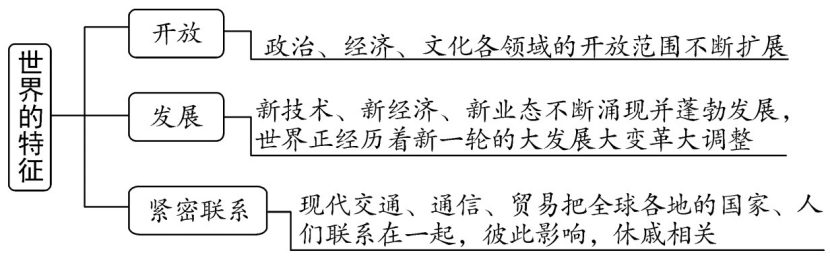 世界的特征
开放
政治、经济、文化各领域的开放范围不断扩展
发展
新技术、新经济、新业态不断涌现并蓬勃发展，
世界正经历着新一轮的大发展大变革大调整
紧密联系
现代交通、通信、贸易把全球各地的国家、人
们联系在一起，彼此影响，休戚相关